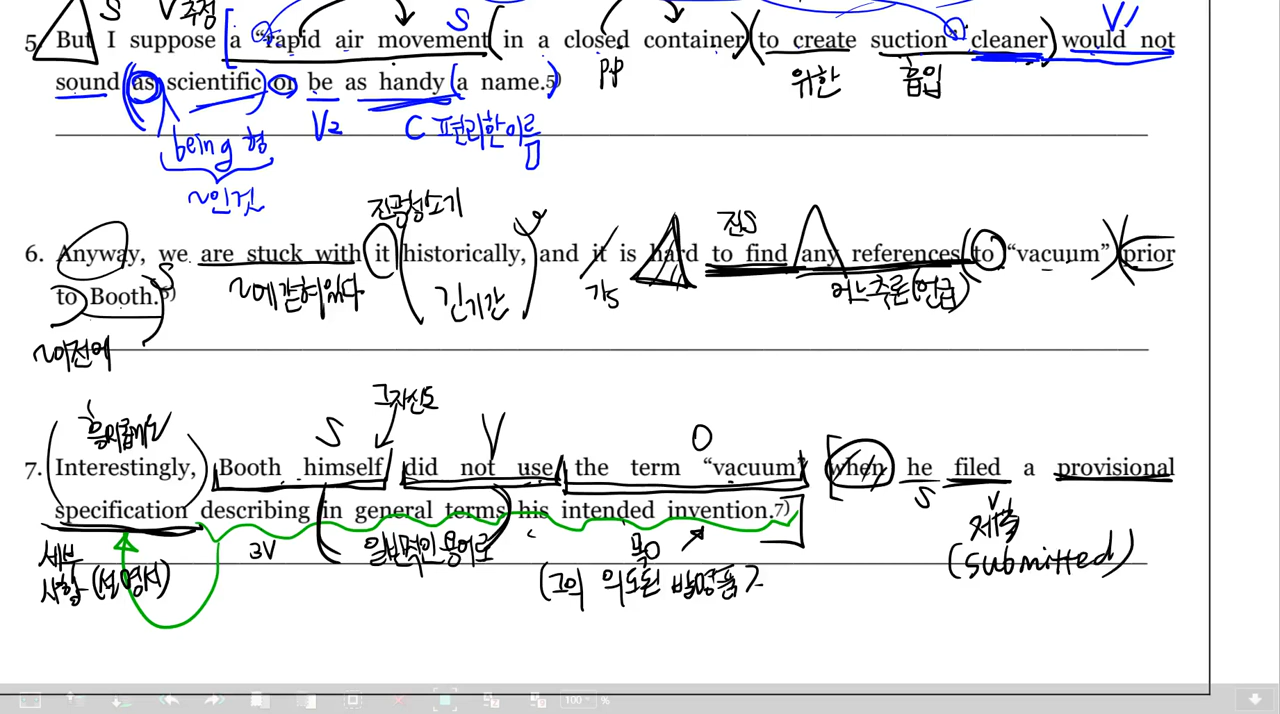 S V 추정 S V1
5. But I suppose a “rapid air movement in a closed container to create suction” cleaner would not
sound as scientific or be as handy a name.5)
p.p 위한 흡입
being 형 V2 C 편리한 이름
~인것
진공청소기 진S
6. Anyway, we are stuck with it historically, and it is hard to find any references to “vacuum” prior
to Booth.6)
~에 갇혀있다 긴기간 가S 어느 추론(언급)
~이전에
그 자신도
흥미롭게도 S V O
7. Interestingly, Booth himself did not use the term “vacuum” when he filed a provisional
specification describing in general terms his intended invention.7)
S V
세부 3V 일반적인 용어로 목O 제출
사항 (설명서) (그의 의도된 발명품 (submitted)
100 %